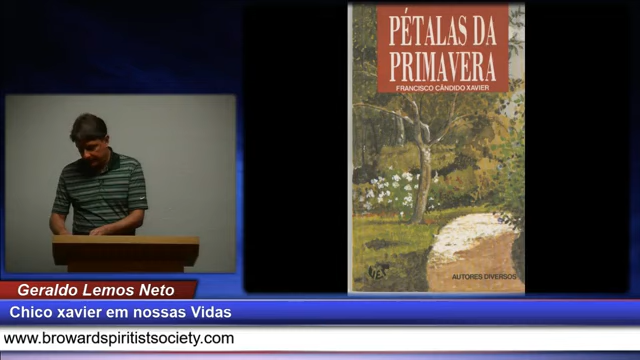 PÉTALAS DA
PRIMAVERA
FRANCISCO CÂNDIDO XAVIER
AUTORES DIVERSOS
Geraldo Lemos Neto
Chico xavier em nossas Vidas
www.browardspiritistsociety.com